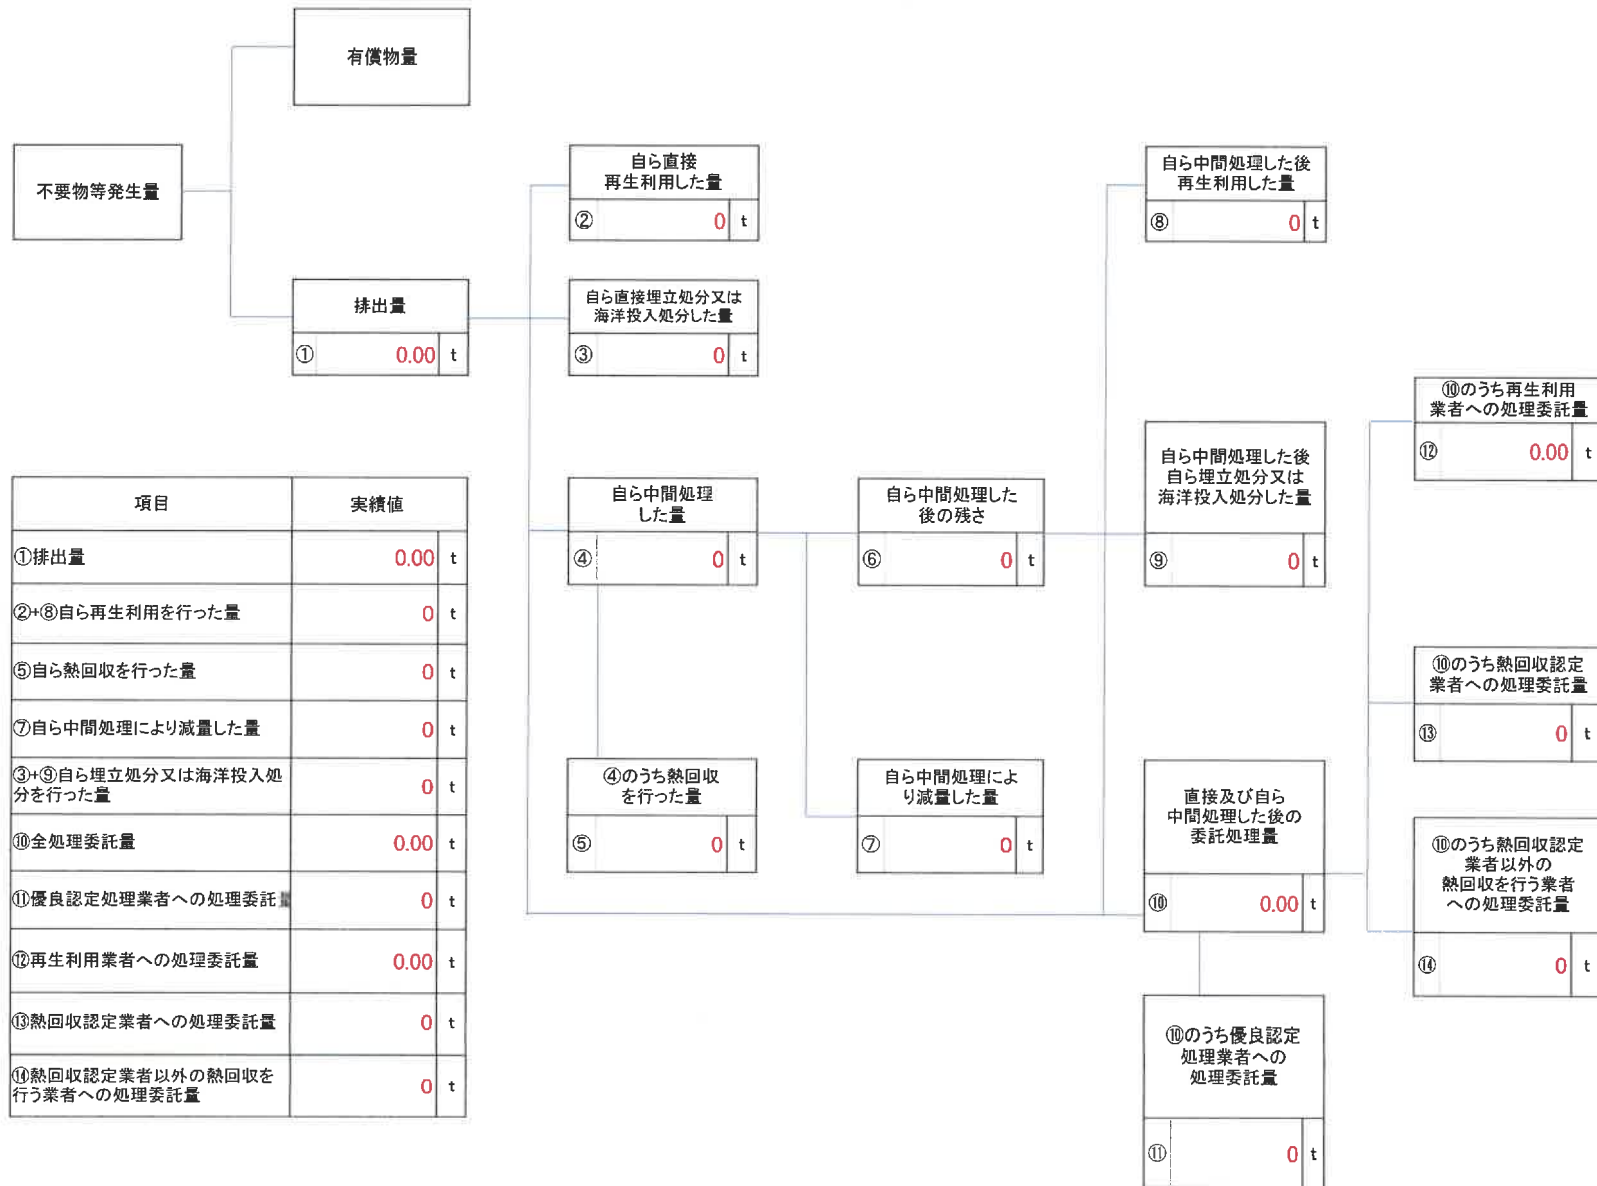 有償物量
不要物等発生量
排出量
① 0.00 t
自ら直接
再生利用した量
② 0 t
自ら直接埋立処分又は
海洋投入処分した量
③ 0 t
自ら中間処理
した量
④ 0 t
④のうち熱回収
を行った量
⑤ 0 t
自ら中間処理した
後の残さ
⑥ 0 t
自ら中間処理によ
り減量した量
⑦ 0 t
自ら中間処理した後
再生利用した量
⑧ 0 t
自ら中間処理した後
自ら埋立処分又は
海洋投入処分した量
⑨ 0 t
直接及び自ら
中間処理した後の
委託処理量
⑩ 0.00 t
⑩のうち優良認定
処理業者への
処理委託量
⑪ 0 t
⑩のうち再生利用
業者への処理委託量
⑫ 0.00 t
⑩のうち熱回収認定
業者への処理委託量
⑬ 0 t
⑩のうち熱回収認定
業者以外の
熱回収を行う業者
への処理委託量
⑭ 0 t
項目 実績値
①排出量 0.00 t
②+⑧自ら再生利用を行った量 0 t
⑤自ら熱回収を行った量 0 t
⑦自ら中間処理により減量した量 0 t
③+⑨自ら埋立処分又は海洋投入処
分を行った量 0 t
⑩全処理委託量 0.00 t
⑪優良認定処理業者への処理委託量 0 t
⑫再生利用業者への処理委託量 0.00 t
⑬熱回収認定業者への処理委託量 0 t
⑭熱回収認定業者以外の熱回収を
行う業者への処理委託量 0 t